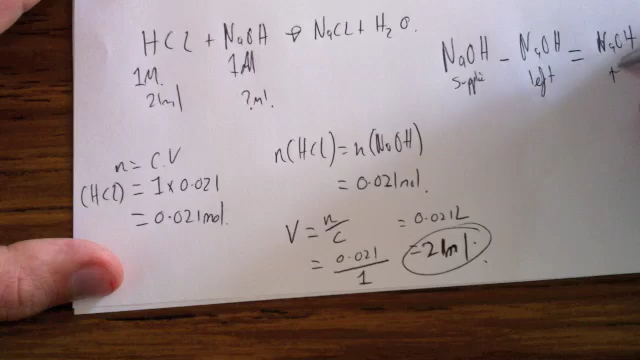 HCl + NaOH → NaCl + H2O.
1M 1M
21ml ?ml
NaOH - NaOH = NaOH
left
n = C.V
(HCl) = 1 x 0.021
= 0.021mol.
n(HCl) = n(NaOH)
= 0.021mol.
V = n/C = 0.021L
= 0.021/1 = 21ml.